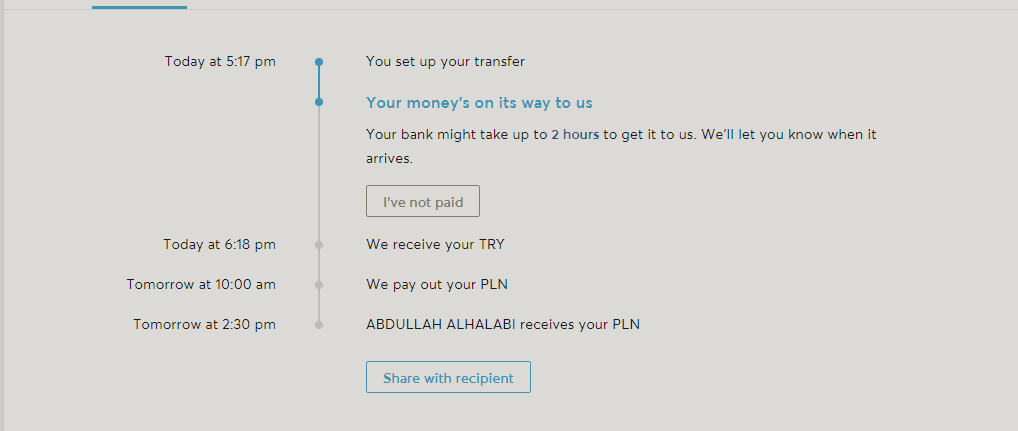 Today at 5:17 pm You set up your transfer
Your money's on its way to us
Your bank might take up to 2 hours to get it to us. We'll let you know when it
arrives.
I've not paid
Today at 6:18 pm We receive your TRY
Tomorrow at 10:00 am We pay out your PLN
Tomorrow at 2:30 pm ABDULLAH ALHALABI receives your PLN
Share with recipient